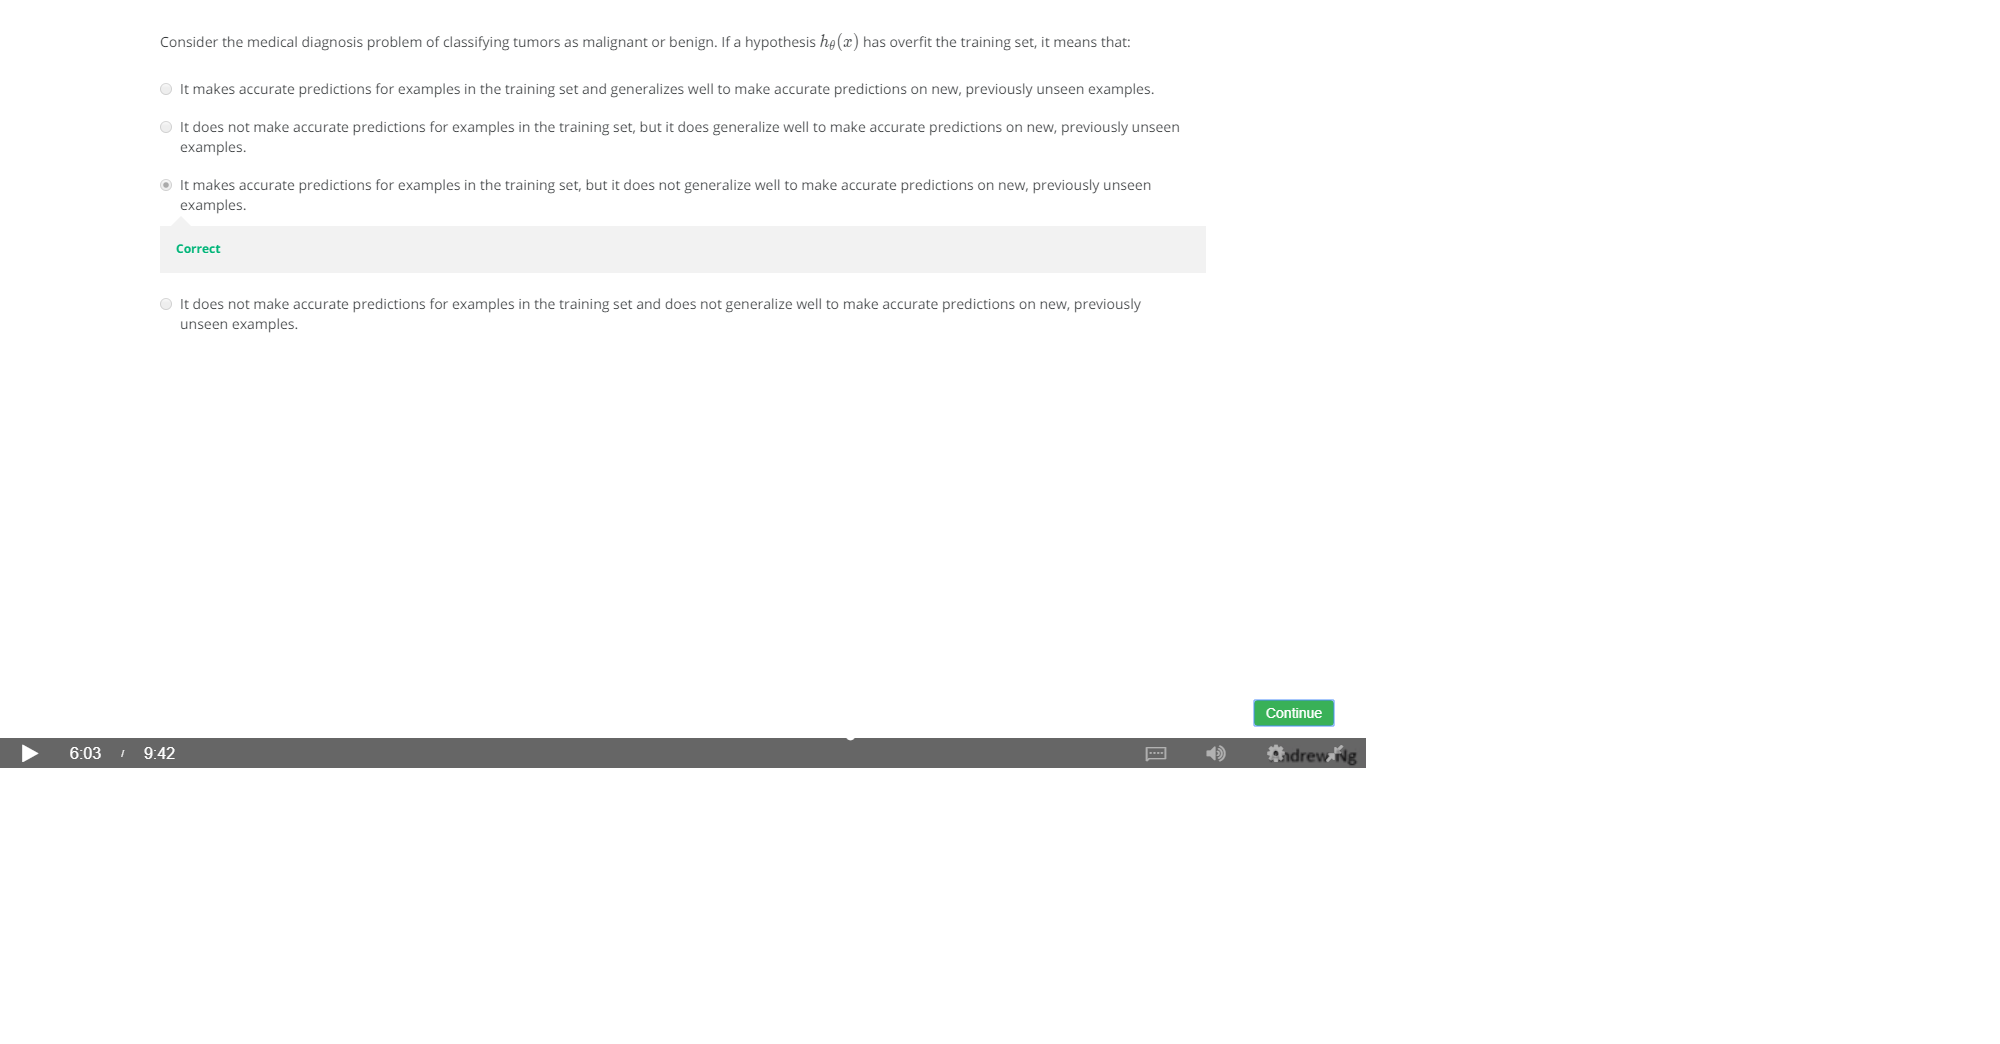 Consider the medical diagnosis problem of classifying tumors as malignant or benign. If a hypothesis hθ(x) has overfit the training set, it means that:
It makes accurate predictions for examples in the training set and generalizes well to make accurate predictions on new, previously unseen examples.
It does not make accurate predictions for examples in the training set, but it does generalize well to make accurate predictions on new, previously unseen
examples.
It makes accurate predictions for examples in the training set, but it does not generalize well to make accurate predictions on new, previously unseen
examples.
Correct
It does not make accurate predictions for examples in the training set and does not generalize well to make accurate predictions on new, previously
unseen examples.
Continue
6:03 / 9:42
Andrew Ng